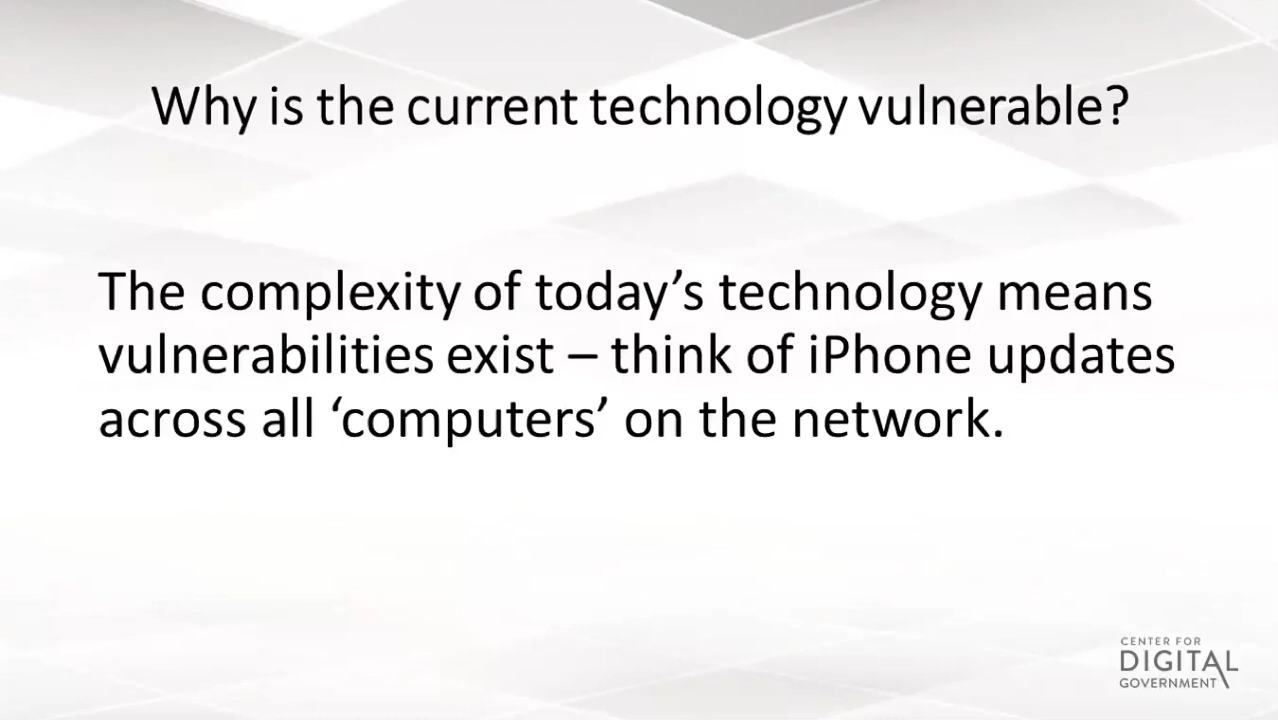 Why is the current technology vulnerable?
The complexity of today’s technology means
vulnerabilities exist – think of iPhone updates
across all ‘computers’ on the network.
CENTER FOR
DIGITAL
GOVERNMENT